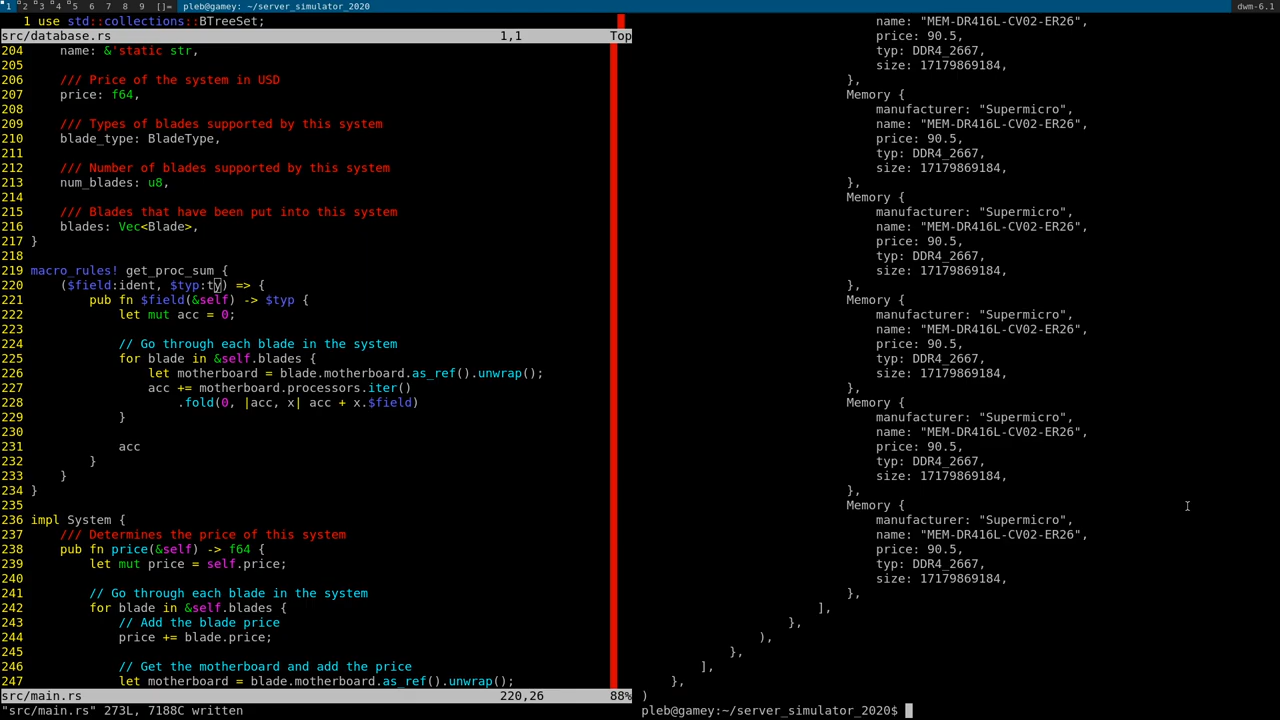 1 2 3 4 5 6 7 8 9 []= pleb@gamey: ~/server_simulator_2020 dwm-6.1
1 use std::collections::BTreeSet;
src/database.rs 1,1 Top
204 name: &'static str,
205
206 /// Price of the system in USD
207 price: f64,
208
209 /// Types of blades supported by this system
210 blade_type: BladeType,
211
212 /// Number of blades supported by this system
213 num_blades: u8,
214
215 /// Blades that have been put into this system
216 blades: Vec<Blade>,
217 }
218
219 macro_rules! get_proc_sum {
220 ($field:ident, $typ:ty) => {
221 pub fn $field(&self) -> $typ {
222 let mut acc = 0;
223
224 // Go through each blade in the system
225 for blade in &self.blades {
226 let motherboard = blade.motherboard.as_ref().unwrap();
227 acc += motherboard.processors.iter()
228 .fold(0, |acc, x| acc + x.$field)
229 }
230
231 acc
232 }
233 }
234 }
235
236 impl System {
237 /// Determines the price of this system
238 pub fn price(&self) -> f64 {
239 let mut price = self.price;
240
241 // Go through each blade in the system
242 for blade in &self.blades {
243 // Add the blade price
244 price += blade.price;
245
246 // Get the motherboard and add the price
247 let motherboard = blade.motherboard.as_ref().unwrap();
src/main.rs 220,26 88%
"src/main.rs" 273L, 7188C written
name: "MEM-DR416L-CV02-ER26",
price: 90.5,
typ: DDR4_2667,
size: 17179869184,
},
Memory {
manufacturer: "Supermicro",
name: "MEM-DR416L-CV02-ER26",
price: 90.5,
typ: DDR4_2667,
size: 17179869184,
},
Memory {
manufacturer: "Supermicro",
name: "MEM-DR416L-CV02-ER26",
price: 90.5,
typ: DDR4_2667,
size: 17179869184,
},
Memory {
manufacturer: "Supermicro",
name: "MEM-DR416L-CV02-ER26",
price: 90.5,
typ: DDR4_2667,
size: 17179869184,
},
Memory {
manufacturer: "Supermicro",
name: "MEM-DR416L-CV02-ER26",
price: 90.5,
typ: DDR4_2667,
size: 17179869184,
},
Memory {
manufacturer: "Supermicro",
name: "MEM-DR416L-CV02-ER26",
price: 90.5,
typ: DDR4_2667,
size: 17179869184,
},
],
},
),
},
],
},
)
pleb@gamey:~/server_simulator_2020$